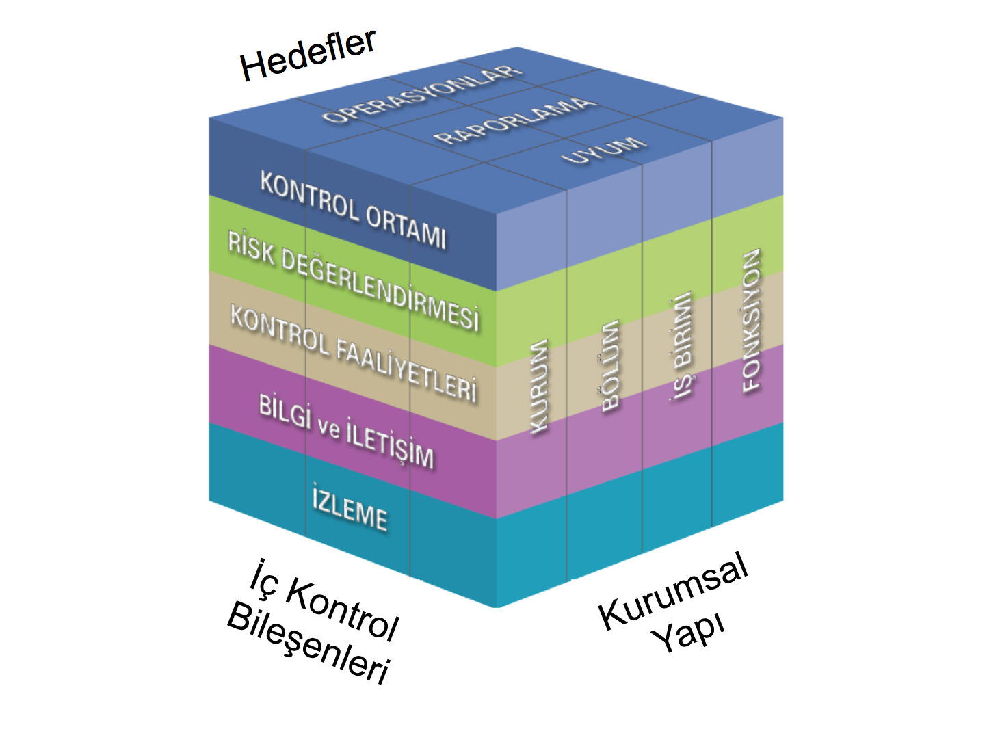 Hedefler
OPERASYONLAR
RAPORLAMA
UYUM
KONTROL ORTAMI
RİSK DEĞERLENDİRMESİ
KONTROL FAALİYETLERİ
BİLGİ ve İLETİŞİM
İZLEME
KURUM
BÖLÜM
İŞ BİRİMİ
FONKSİYON
İç Kontrol
Bileşenleri
Kurumsal
Yapı